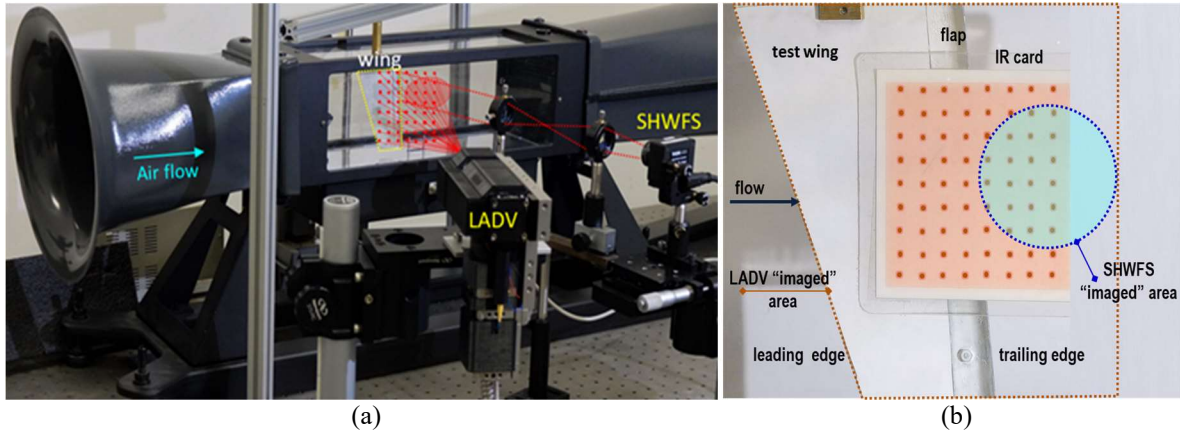 wing
SHWFS
Air flow
LADV
(a)
test wing
flap
IR card
flow
LADV “imaged”
area
SHWFS
“imaged” area
leading edge
trailing edge
(b)